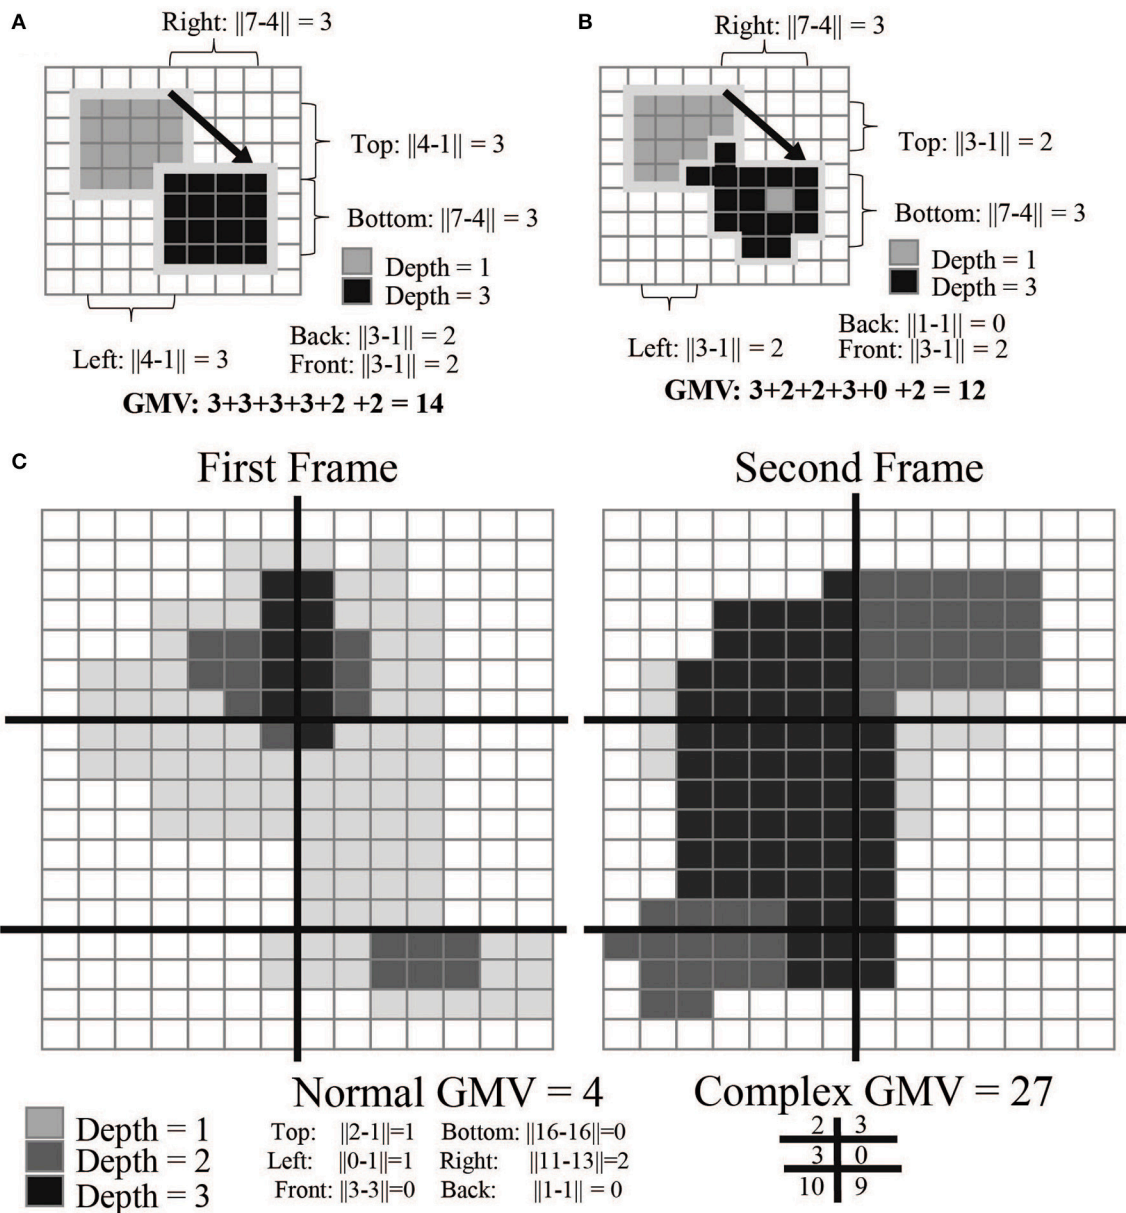 A
Right: ||7-4|| = 3
Top: ||4-1|| = 3
Bottom: ||7-4|| = 3
Depth = 1
Depth = 3
Left: ||4-1|| = 3
Back: ||3-1|| = 2
Front: ||3-1|| = 2
GMV: 3+3+3+3+2 +2 = 14
B
Right: ||7-4|| = 3
Top: ||3-1|| = 2
Bottom: ||7-4|| = 3
Depth = 1
Depth = 3
Left: ||3-1|| = 2
Back: ||1-1|| = 0
Front: ||3-1|| = 2
GMV: 3+2+2+3+0 +2 = 12
C
First Frame
Second Frame
Depth = 1
Depth = 2
Depth = 3
Normal GMV = 4
Top: ||2-1||=1 Bottom: ||16-16||=0
Left: ||0-1||=1 Right: ||11-13||=2
Front: ||3-3||=0 Back: ||1-1|| = 0
Complex GMV = 27
2 3
3 0
10 9